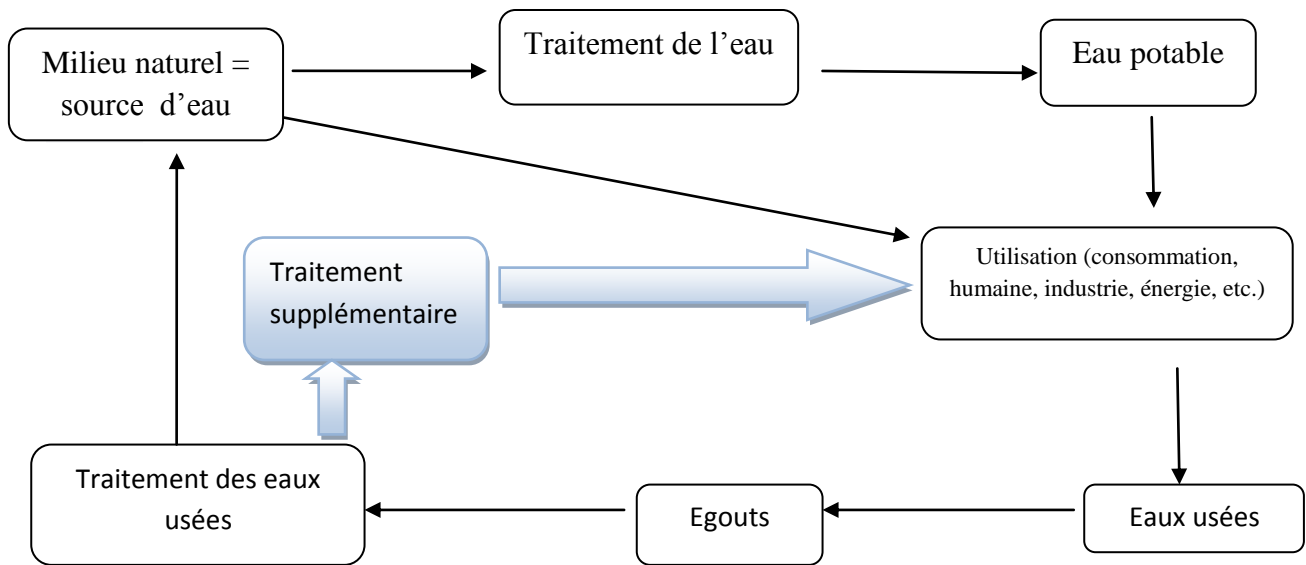 Milieu naturel =
source d'eau
Traitement de l'eau
Eau potable
Utilisation (consommation,
humaine, industrie, énergie, etc.)
Traitement
supplémentaire
Traitement des eaux
usées
Egouts
Eaux usées